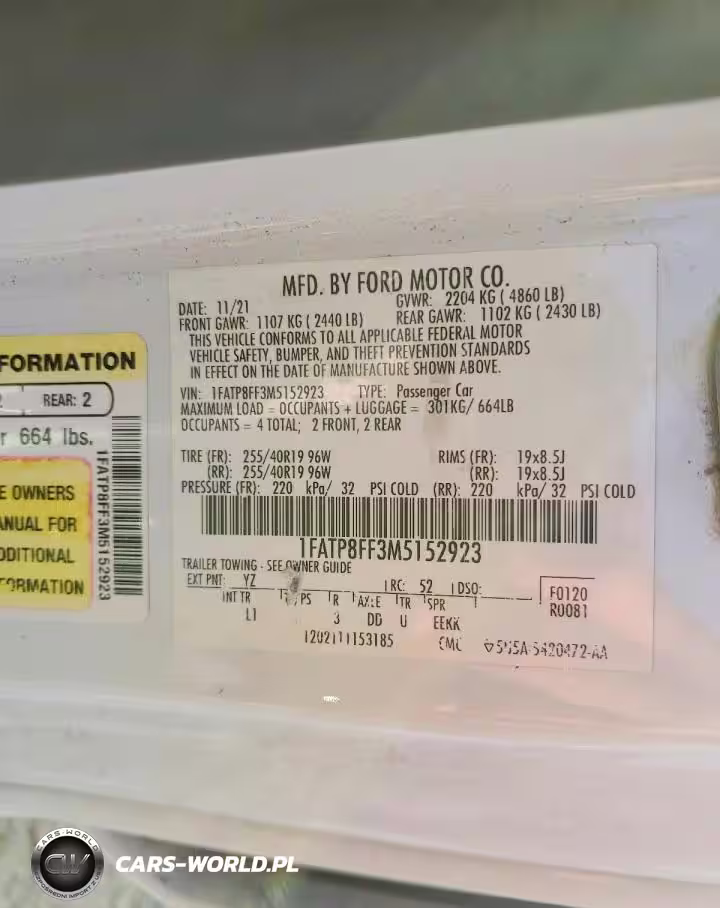 FORMATION
REAR: 2
r 664 lbs.
E OWNERS
ANUAL FOR
DDITIONAL
FORMATION
1FATP8FF3M5152923
MFD. BY FORD MOTOR CO.
DATE: 11/21 GVWR: 2204 KG ( 4860 LB)
FRONT GAWR: 1107 KG ( 2440 LB) REAR GAWR: 1102 KG ( 2430 LB)
THIS VEHICLE CONFORMS TO ALL APPLICABLE FEDERAL MOTOR
VEHICLE SAFETY, BUMPER, AND THEFT PREVENTION STANDARDS
IN EFFECT ON THE DATE OF MANUFACTURE SHOWN ABOVE.
VIN: 1FATP8FF3M5152923 TYPE: Passenger Car
MAXIMUM LOAD = OCCUPANTS + LUGGAGE = 301KG/ 664LB
OCCUPANTS = 4 TOTAL; 2 FRONT, 2 REAR
TIRE (FR): 255/40R19 96W RIMS (FR): 19x8.5J
(RR): 255/40R19 96W (RR): 19x8.5J
PRESSURE (FR): 220 kPa/ 32 PSI COLD (RR): 220 kPa/ 32 PSI COLD
1FATP8FF3M5152923
TRAILER TOWING - SEE OWNER GUIDE
EXT PNT: YZ RC: 52 DSO: F0120
INT TR PS R AXLE TR SPR R0081
LI 3 DD U EEKK
1202111153185
CARS-WORLD
CW
CARS-WORLD.PL